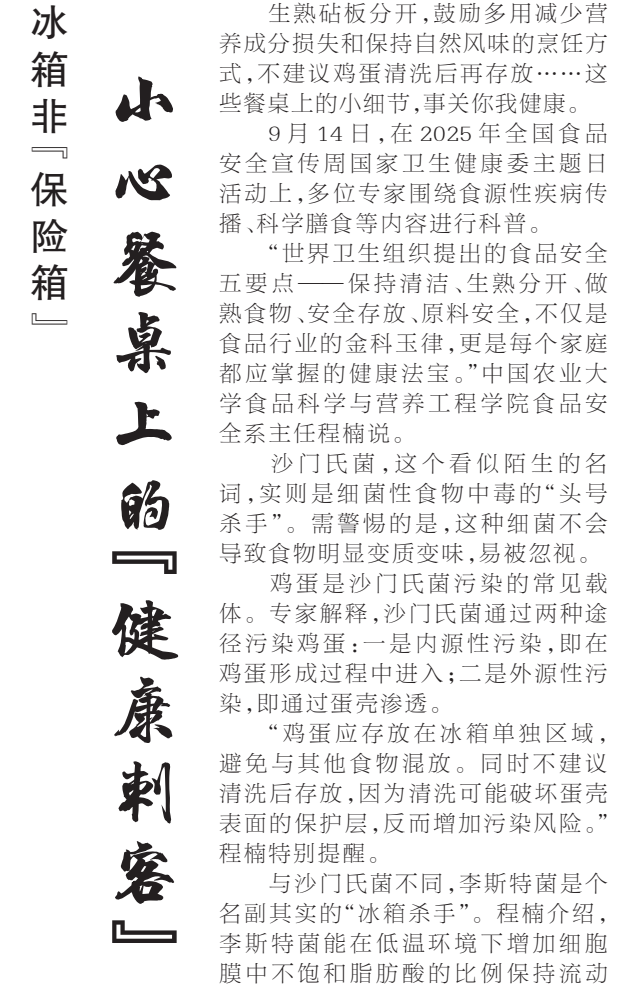 冰箱非『保险箱』
小心餐桌上的『健康刺客』
生熟砧板分开,鼓励多用减少营
养成分损失和保持自然风味的烹饪方
式,不建议鸡蛋清洗后再存放……这
些餐桌上的小细节,事关你我健康。
9月14日,在2025年全国食品
安全宣传周国家卫生健康委主题日
活动上,多位专家围绕食源性疾病传
播、科学膳食等内容进行科普。
“世界卫生组织提出的食品安全
五要点——保持清洁、生熟分开、做
熟食物、安全存放、原料安全,不仅是
食品行业的金科玉律,更是每个家庭
都应掌握的健康法宝。”中国农业大
学食品科学与营养工程学院食品安
全系主任程楠说。
沙门氏菌,这个看似陌生的名
词,实则是细菌性食物中毒的“头号
杀手”。需警惕的是,这种细菌不会
导致食物明显变质变味,易被忽视。
鸡蛋是沙门氏菌污染的常见载
体。专家解释,沙门氏菌通过两种途
径污染鸡蛋:一是内源性污染,即在
鸡蛋形成过程中进入;二是外源性污
染,即通过蛋壳渗透。
“鸡蛋应存放在冰箱单独区域,
避免与其他食物混放。同时不建议
清洗后存放,因为清洗可能破坏蛋壳
表面的保护层,反而增加污染风险。”
程楠特别提醒。
与沙门氏菌不同,李斯特菌是个
名副其实的“冰箱杀手”。程楠介绍,
李斯特菌能在低温环境下增加细胞
膜中不饱和脂肪酸的比例保持流动